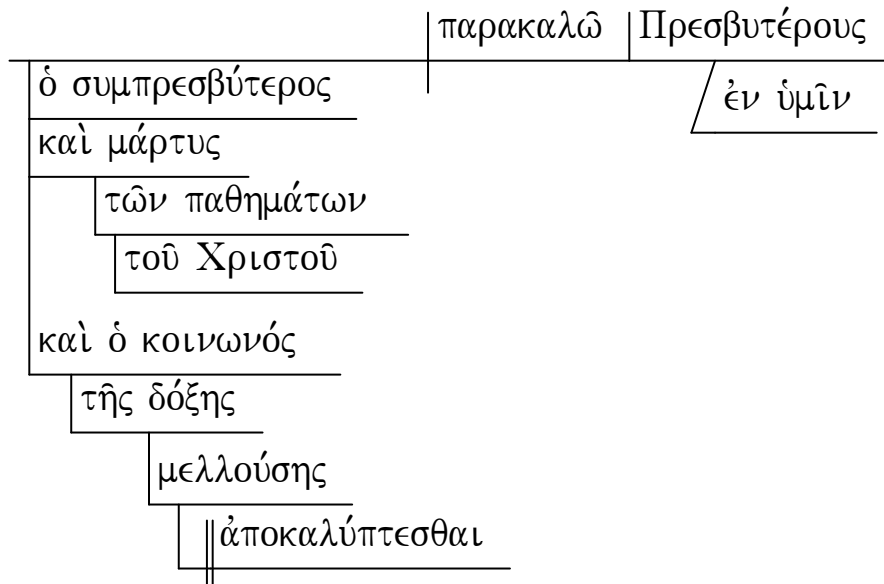 παρακαλῶ Πρεσβυτέρους
ὁ συμπρεσβύτερος
ἐν ὑμῖν
καὶ μάρτυς
τῶν παθημάτων
τοῦ Χριστοῦ
καὶ ὁ κοινωνός
τῆς δόξης
μελλούσης
ἀποκαλύπτεσθαι